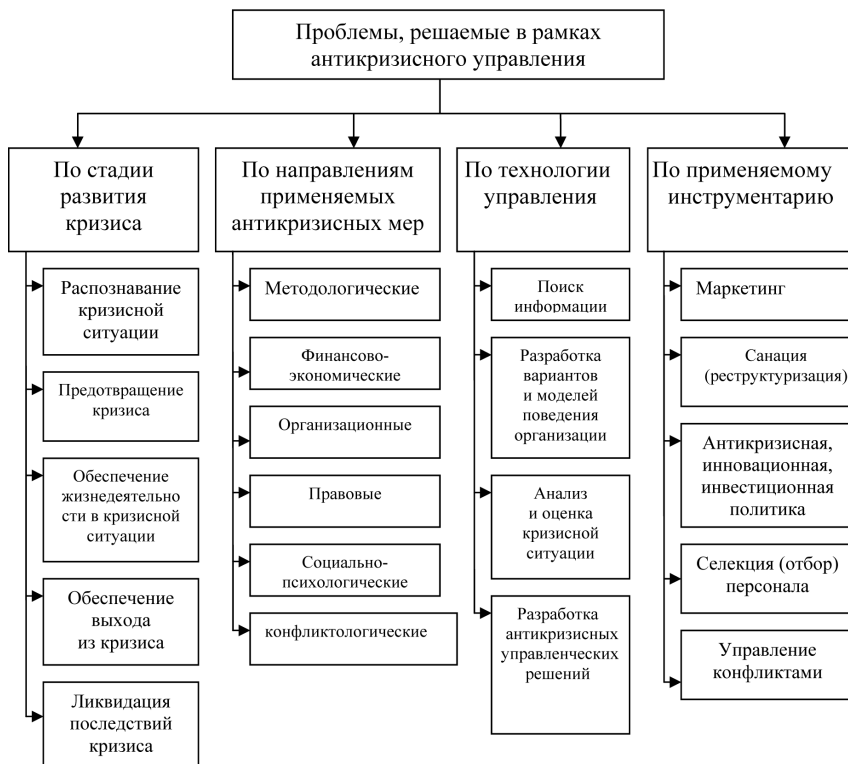 Проблемы, решаемые в рамках
антикризисного управления
По стадии
развития
кризиса
Распознавание
кризисной
ситуации
Предотвращение
кризиса
Обеспечение
жизнедеятельно
сти в кризисной
ситуации
Обеспечение
выхода
из кризиса
Ликвидация
последствий
кризиса
По направлениям
применяемых
антикризисных мер
Методологические
Финансово-
экономические
Организационные
Правовые
Социально-
психологические
конфликтологические
По технологии
управления
Поиск
информации
Разработка
вариантов
и моделей
поведения
организации
Анализ
и оценка
кризисной
ситуации
Разработка
антикризисных
управленческих
решений
По применяемому
инструментарию
Маркетинг
Санация
(реструктуризация)
Антикризисная,
инновационная,
инвестиционная
политика
Селекция (отбор)
персонала
Управление
конфликтами